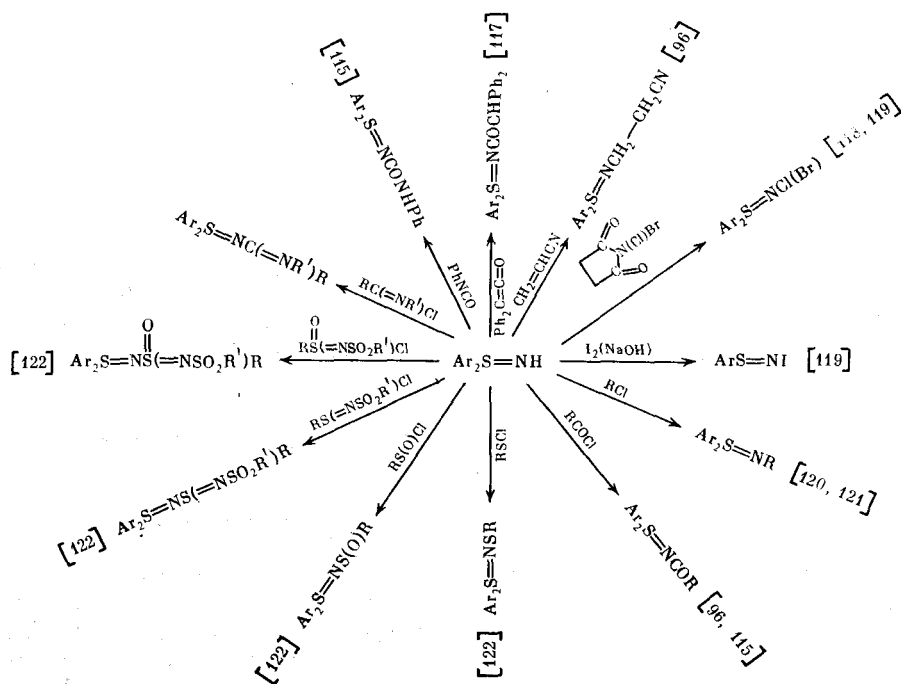 [115] Ar₂S=NCONHPh
PhNCO
Ar₂S=NCOCHPh₂ [117]
Ph₂C=C=O
Ar₂S=NCH₂—CH₂CN [96]
CH₂=CHCN
O
C
N(Cl)Br
C
O
Ar₂S=NCl(Br) 119]
Ar₂S=NC(=NR')R
RC(=NR')Cl
O
[122] Ar₂S=NS(=NSO₂R')R
O
RS(=NSO₂R')Cl
Ar₂S=NH
I₂(NaOH)
ArS=NI [119]
RCl
Ar₂S=NR [120, 121]
RCOCl
Ar₂S=NCOR [96, 115]
RSCl
[122] Ar₂S=NSR
RS(O)Cl
[122] Ar₂S=NS(O)R
RS(=NSO₂R')Cl
[122] Ar₂S=NS(=NSO₂R')R